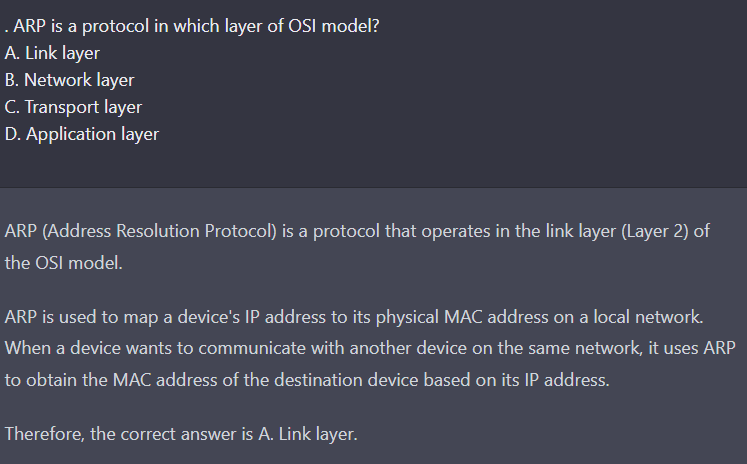 . ARP is a protocol in which layer of OSI model?
A. Link layer
B. Network layer
C. Transport layer
D. Application layer
ARP (Address Resolution Protocol) is a protocol that operates in the link layer (Layer 2) of
the OSI model.
ARP is used to map a device's IP address to its physical MAC address on a local network.
When a device wants to communicate with another device on the same network, it uses ARP
to obtain the MAC address of the destination device based on its IP address.
Therefore, the correct answer is A. Link layer.